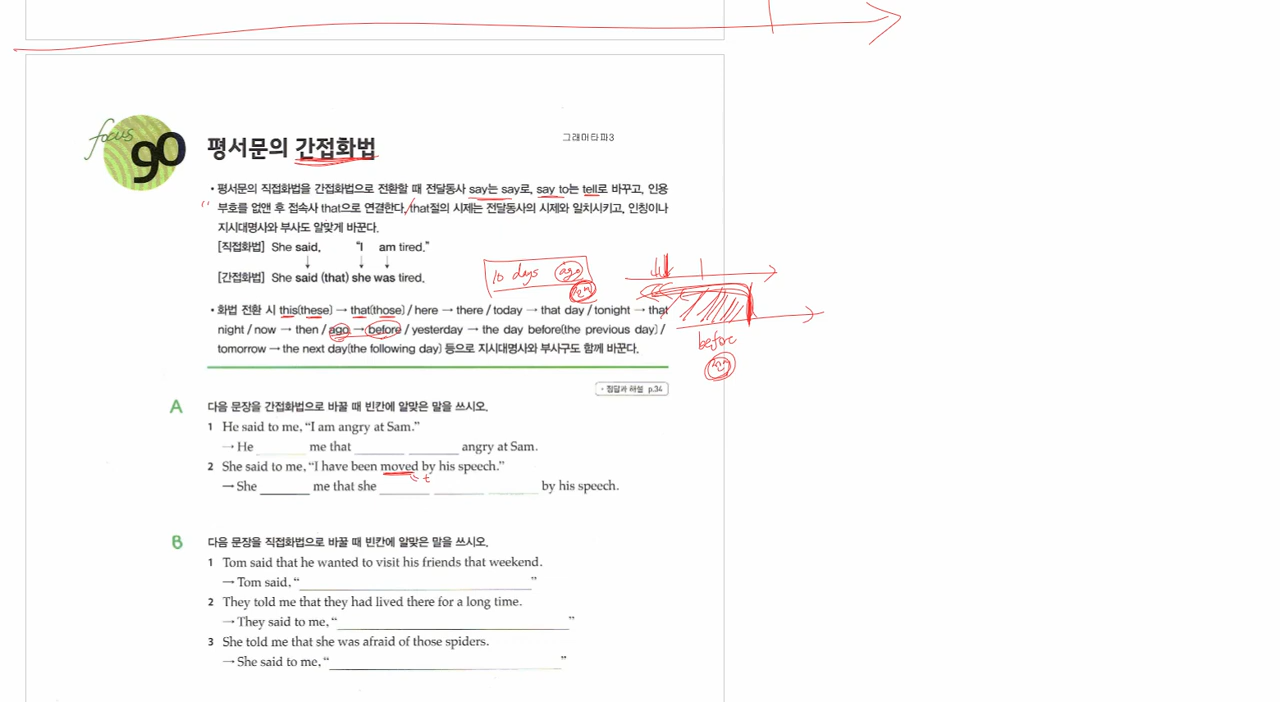 focus
90
평서문의 간접화법
그래머타파3
• 평서문의 직접화법을 간접화법으로 전환할 때 전달동사 say는 say로, say to는 tell로 바꾸고, 인용
부호를 없앤 후 접속사 that으로 연결한다. that절의 시제는 전달동사의 시제와 일치시키고, 인칭이나
지시대명사와 부사도 알맞게 바꾼다.
[직접화법] She said, “I am tired.”
↓ ↓ ↓
[간접화법] She said (that) she was tired.
10 days ago
전
• 화법 전환 시 this(these) → that(those) / here → there / today → that day / tonight → that
night / now → then / ago → before / yesterday → the day before(the previous day) /
tomorrow → the next day(the following day) 등으로 지시대명사와 부사구도 함께 바꾼다.
before
전
• 정답과 해설 p.34
A 다음 문장을 간접화법으로 바꿀 때 빈칸에 알맞은 말을 쓰시오.
1 He said to me, “I am angry at Sam.”
→ He ______ me that ______ ______ angry at Sam.
2 She said to me, “I have been moved by his speech.”
→ She ______ me that she ______ ______ ______ by his speech.
B 다음 문장을 직접화법으로 바꿀 때 빈칸에 알맞은 말을 쓰시오.
1 Tom said that he wanted to visit his friends that weekend.
→ Tom said, “______”
2 They told me that they had lived there for a long time.
→ They said to me, “______”
3 She told me that she was afraid of those spiders.
→ She said to me, “______”